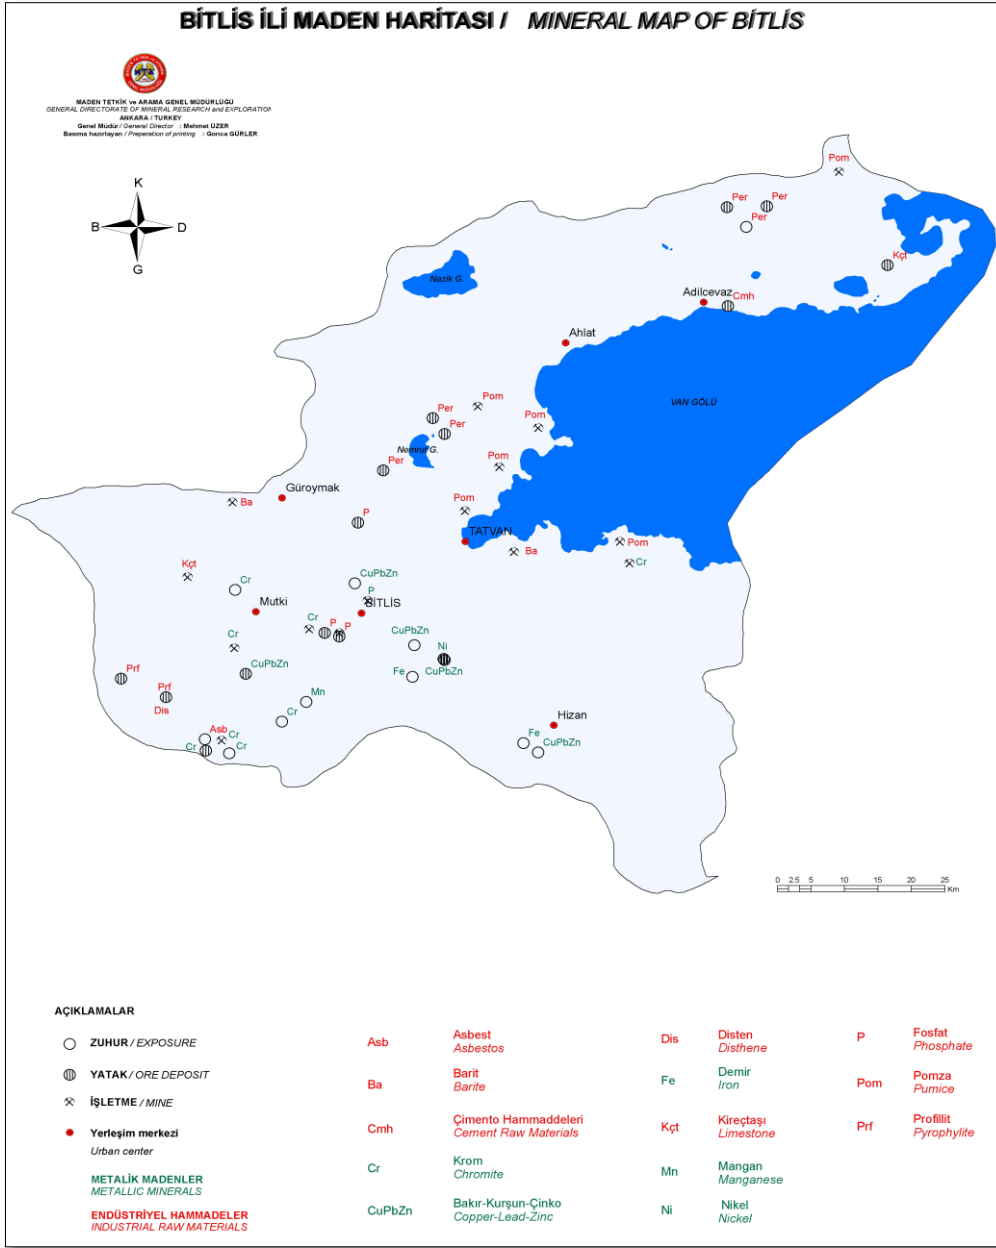 BİTLİS İLİ MADEN HARİTASI / MINERAL MAP OF BİTLİS
MADEN TETKİK ve ARAMA GENEL MÜDÜRLÜĞÜ
GENERAL DIRECTORATE OF MINERAL RESEARCH and EXPLORATION
ANKARA / TURKEY
Genel Müdür / General Director : Mehmet ÜZER
Basıma hazırlayan / Preperation of printing : Gonca GÜRLER
K
B
D
G
Pom
Per
Per
Per
Kçt
Nazik G.
Adilcevaz
Cmh
Ahlat
VAN GÖLÜ
Pom
Per
Pom
Per
Nemrut G.
Pom
Per
Güroymak
Ba
Pom
P
TATVAN
Pom
Ba
Cr
Kçt
Cr
CuPbZn
P
Mutki
BİTLİS
Cr
P
P
Cr
CuPbZn
Ni
CuPbZn
Fe
CuPbZn
Prf
Prf
Dis
Mn
Cr
Hizan
Asb
Cr
Cr
Cr
Fe
CuPbZn
0 2.5 5 10 15 20 25
Km
AÇIKLAMALAR
ZUHUR / EXPOSURE
YATAK / ORE DEPOSIT
İŞLETME / MINE
Yerleşim merkezi
Urban center
METALİK MADENLER
METALLIC MINERALS
ENDÜSTRİYEL HAMMADELER
INDUSTRIAL RAW MATERIALS
Asb Asbest
Asbestos
Ba Barit
Barite
Cmh Çimento Hammaddeleri
Cement Raw Materials
Cr Krom
Chromite
CuPbZn Bakır-Kurşun-Çinko
Copper-Lead-Zinc
Dis Disten
Disthene
Fe Demir
Iron
Kçt Kireçtaşı
Limestone
Mn Mangan
Manganese
Ni Nikel
Nickel
P Fosfat
Phosphate
Pom Pomza
Pumice
Prf Profillit
Pyrophylite